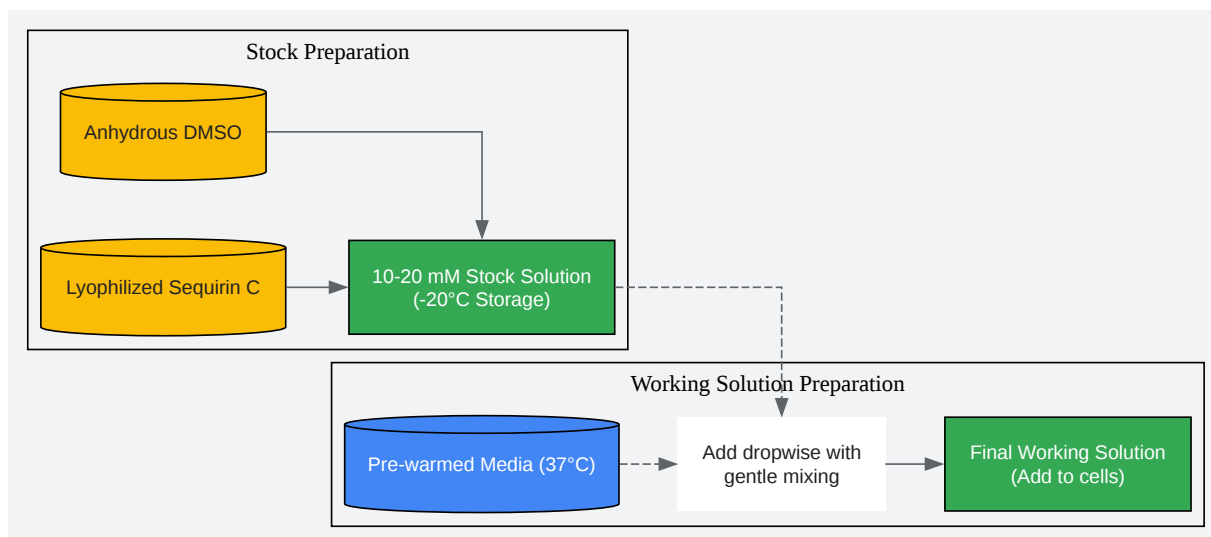 Stock Preparation
Anhydrous DMSO
Lyophilized Sequirin C
10-20 mM Stock Solution
(-20°C Storage)
Working Solution Preparation
Pre-warmed Media (37°C)
Add dropwise with
gentle mixing
Final Working Solution
(Add to cells)